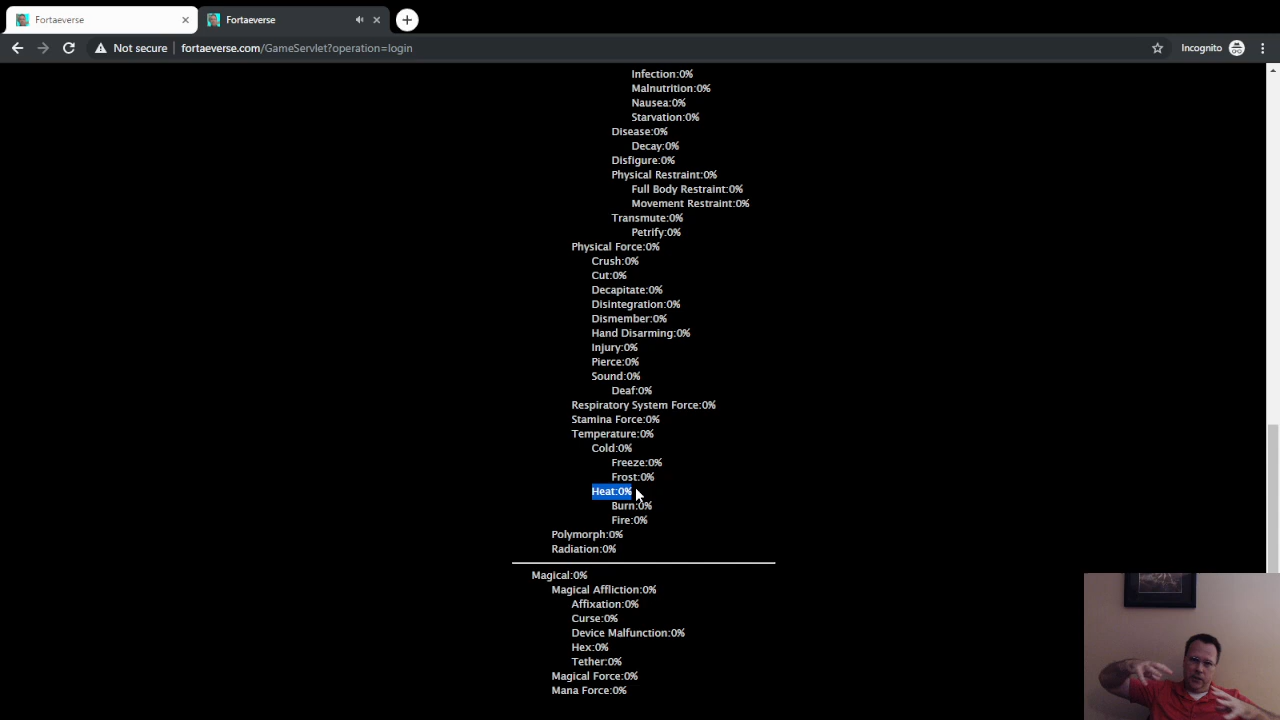 Fortaeverse
Fortaeverse
Not secure
fortaeverse.com/GameServlet?operation=login
Incognito
Infection:0%
Malnutrition:0%
Nausea:0%
Starvation:0%
Disease:0%
Decay:0%
Disfigure:0%
Physical Restraint:0%
Full Body Restraint:0%
Movement Restraint:0%
Transmute:0%
Petrify:0%
Physical Force:0%
Crush:0%
Cut:0%
Decapitate:0%
Disintegration:0%
Dismember:0%
Hand Disarming:0%
Injury:0%
Pierce:0%
Sound:0%
Deaf:0%
Respiratory System Force:0%
Stamina Force:0%
Temperature:0%
Cold:0%
Freeze:0%
Frost:0%
Heat:0%
Burn:0%
Fire:0%
Polymorph:0%
Radiation:0%
Magical:0%
Magical Affliction:0%
Affixation:0%
Curse:0%
Device Malfunction:0%
Hex:0%
Tether:0%
Magical Force:0%
Mana Force:0%